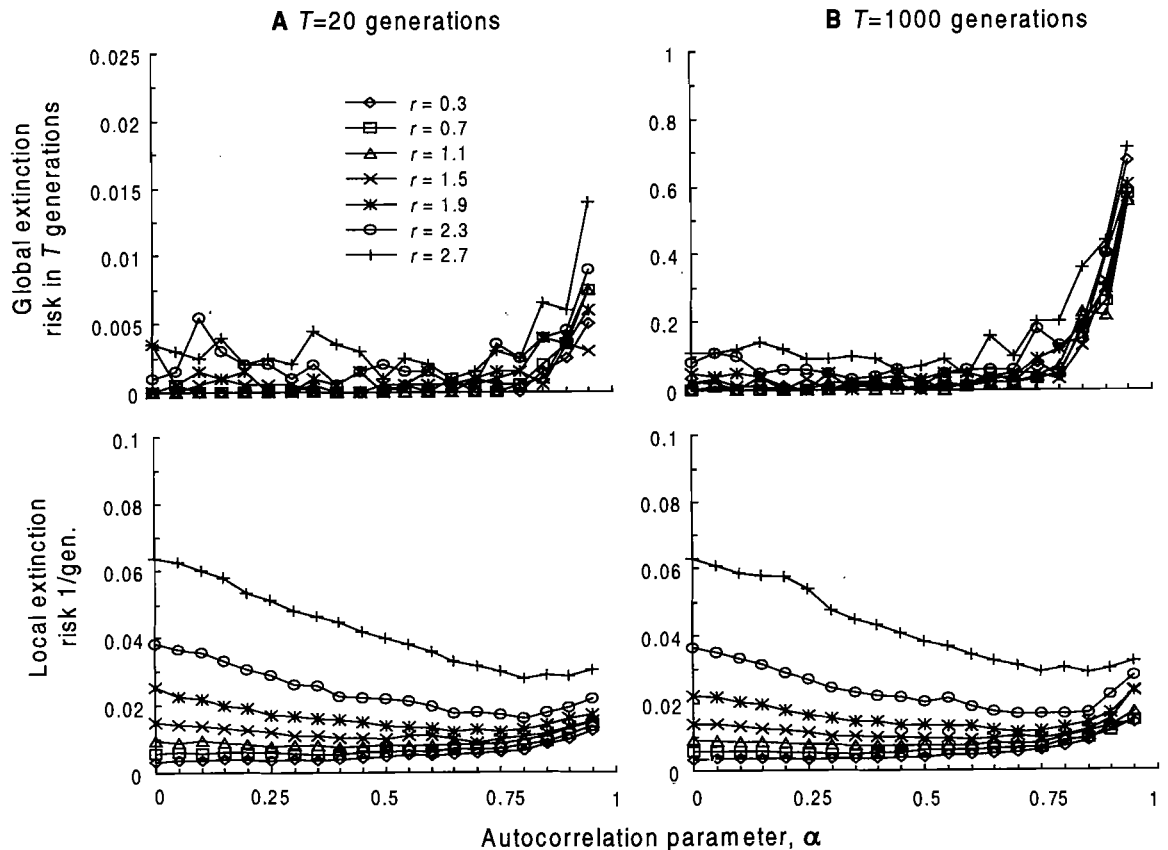 A T=20 generations
B T=1000 generations
Global extinction
risk in T generations
0.025
0.02
0.015
0.01
0.005
0
r = 0.3
r = 0.7
r = 1.1
r = 1.5
r = 1.9
r = 2.3
r = 2.7
1
0.8
0.6
0.4
0.2
0
Local extinction
risk 1/gen.
0.1
0.08
0.06
0.04
0.02
0
0 0.25 0.5 0.75 1
0.1
0.08
0.06
0.04
0.02
0
0 0.25 0.5 0.75 1
Autocorrelation parameter, α